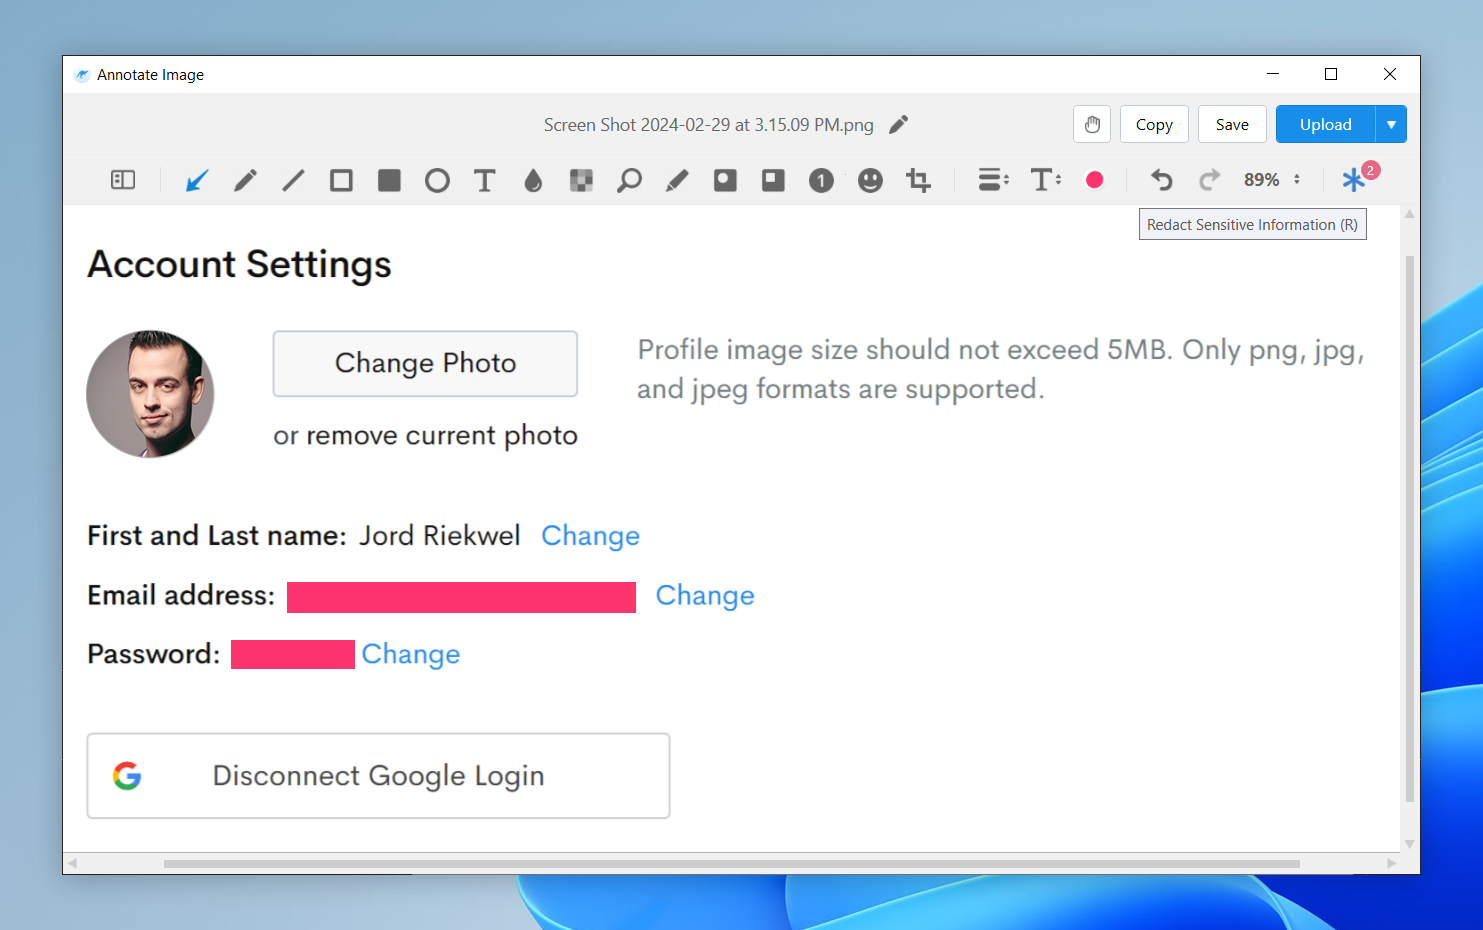 Annotate Image
Screen Shot 2024-02-29 at 3.15.09 PM.png
Copy
Save
Upload
T
1
T
89%
2
Redact Sensitive Information (R)
Account Settings
Change Photo
or remove current photo
Profile image size should not exceed 5MB. Only png, jpg,
and jpeg formats are supported.
First and Last name: Jord Riekwel Change
Email address: Change
Password: Change
G
Disconnect Google Login